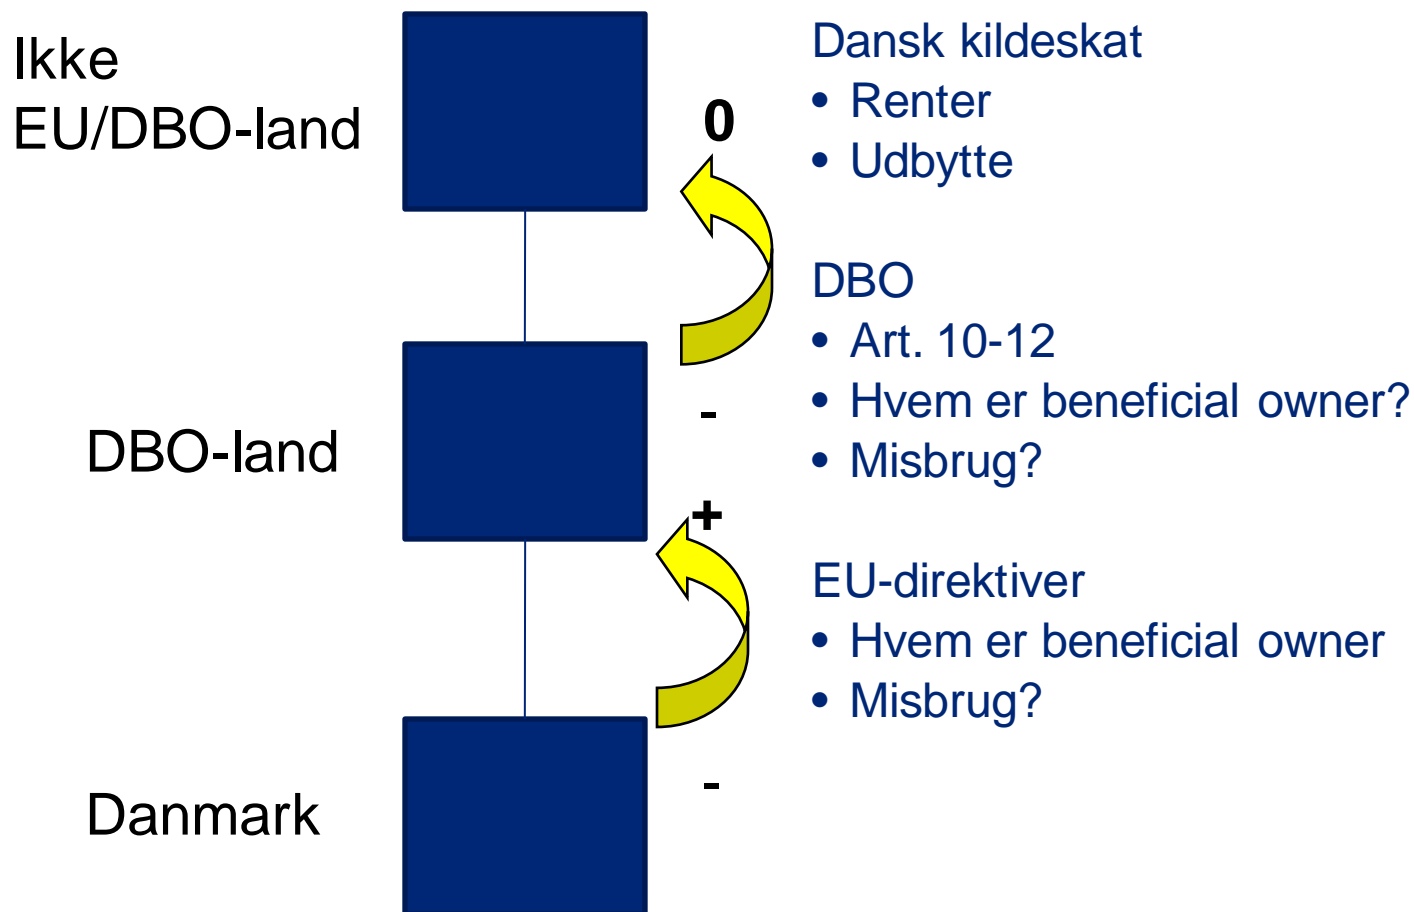 Ikke
EU/DBO-land
0
-
DBO-land
+
-
Danmark
Dansk kildeskat
• Renter
• Udbytte
DBO
• Art. 10-12
• Hvem er beneficial owner?
• Misbrug?
EU-direktiver
• Hvem er beneficial owner
• Misbrug?